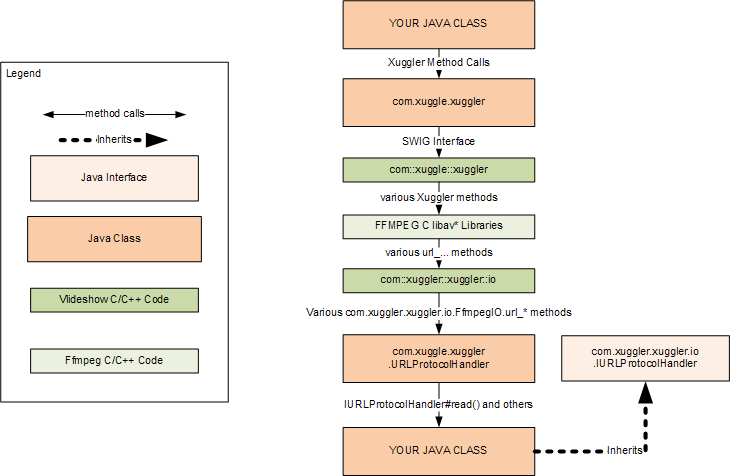 YOUR JAVA CLASS
Xuggler Method Calls
com.xuggle.xuggler
SWIG Interface
com::xuggle::xuggler
various Xuggler methods
FFMPEG C libav* Libraries
various url_... methods
com::xuggler::xuggler::io
Various com.xuggler.xuggler.io.FfmpegIO.url_* methods
com.xuggle.xuggler
.URLProtocolHandler
IURLProtocolHandler#read() and others
YOUR JAVA CLASS
Inherits
com.xuggler.xuggler.io
.IURLProtocolHandler
Legend
method calls
Inherits
Java Interface
Java Class
Vlideshow C/C++ Code
Ffmpeg C/C++ Code